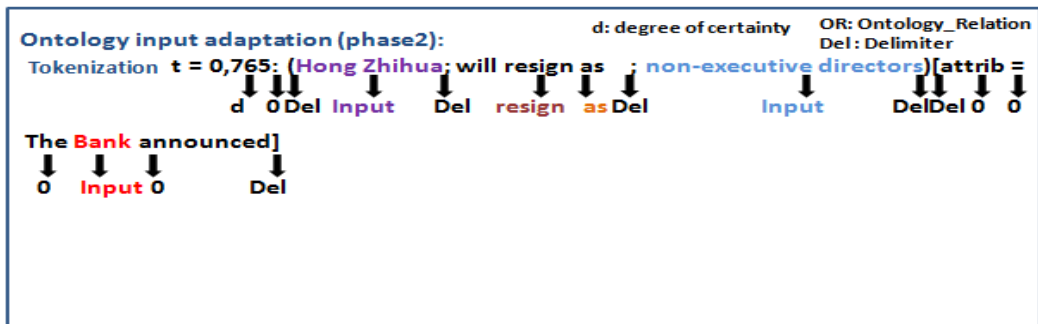 d: degree of certainty OR: Ontology_Relation
Ontology input adaptation (phase2): Del : Delimiter
Tokenization t = 0,765: (Hong Zhihua; will resign as ; non-executive directors)[attrib =
d 0 Del Input Del resign as Del Input DelDel 0 0
The Bank announced]
0 Input 0 Del